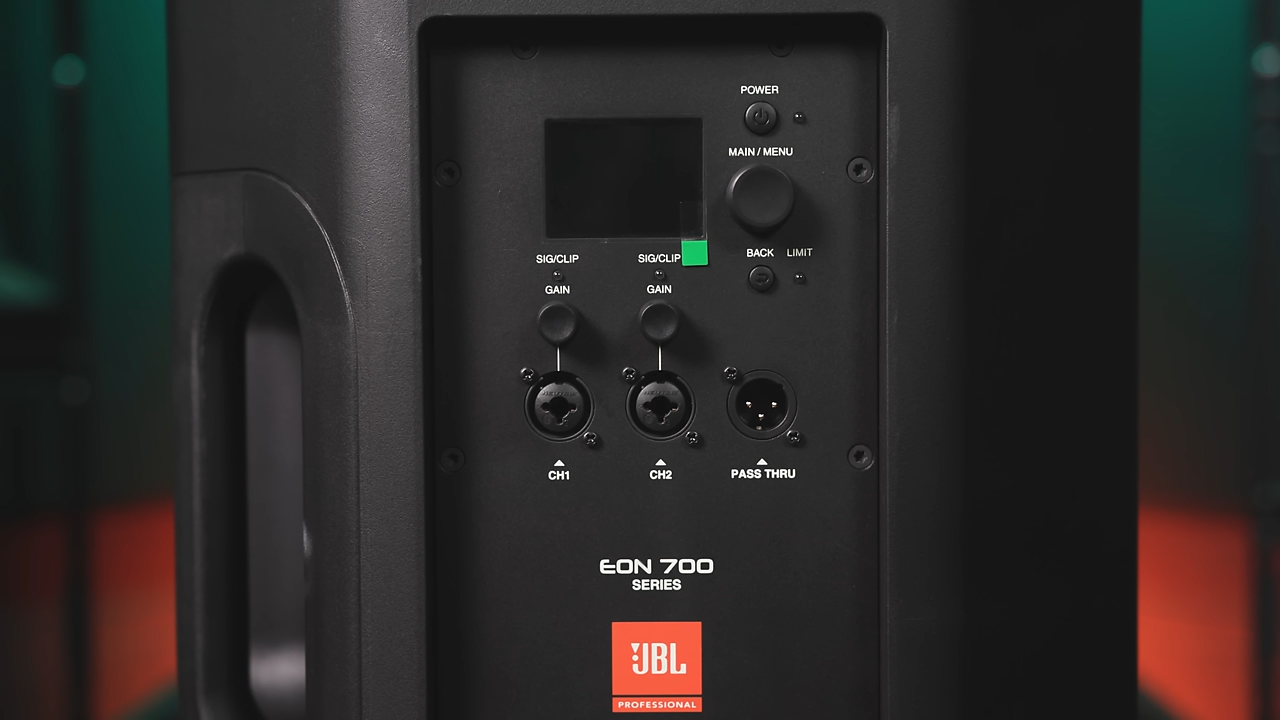 POWER
MAIN / MENU
SIG/CLIP
SIG/CLIP
BACK
LIMIT
GAIN
GAIN
CH1
CH2
PASS THRU
EON 700
SERIES
JBL
PROFESSIONAL